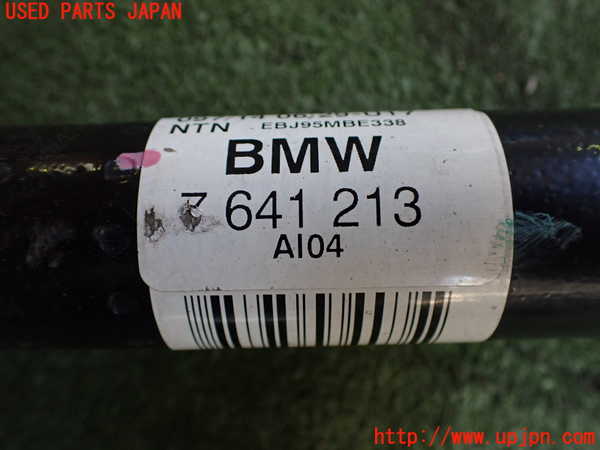 USED PARTS JAPAN
NTN EBJ95MBE338
BMW
7 641 213
AI04
http://www.upjpn.com/